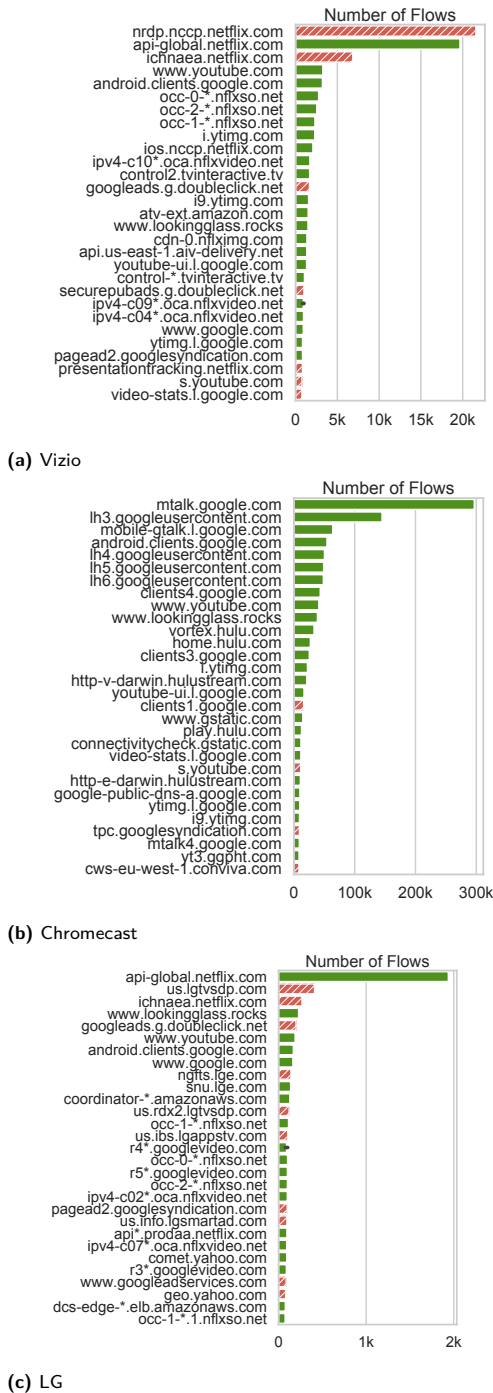 Number of Flows
nrdp.nccp.netflix.com
api-global.netflix.com
ichnaea.netflix.com
www.youtube.com
android.clients.google.com
occ-0-*.nflxso.net
occ-2-*.nflxso.net
occ-1-*.nflxso.net
i.ytimg.com
ios.nccp.netflix.com
ipv4-c10*.oca.nflxvideo.net
control2.tvinteractive.tv
googleads.g.doubleclick.net
i9.ytimg.com
atv-ext.amazon.com
www.lookingglass.rocks
cdn-0.nflximg.com
api.us-east-1.aiv-delivery.net
youtube-ui.l.google.com
control-*.tvinteractive.tv
securepubads.g.doubleclick.net
ipv4-c09*.oca.nflxvideo.net
ipv4-c04*.oca.nflxvideo.net
www.google.com
ytimg.l.google.com
pagead2.googlesyndication.com
presentationtracking.netflix.com
s.youtube.com
video-stats.l.google.com
0 5k 10k 15k 20k
(a) Vizio
Number of Flows
mtalk.google.com
lh3.googleusercontent.com
mobile-gtalk.l.google.com
android.clients.google.com
lh4.googleusercontent.com
lh5.googleusercontent.com
lh6.googleusercontent.com
clients4.google.com
www.youtube.com
www.lookingglass.rocks
vortex.hulu.com
home.hulu.com
clients3.google.com
i.ytimg.com
http-v-darwin.hulustream.com
youtube-ui.l.google.com
clients1.google.com
www.gstatic.com
play.hulu.com
connectivitycheck.gstatic.com
video-stats.l.google.com
s.youtube.com
http-e-darwin.hulustream.com
google-public-dns-a.google.com
ytimg.l.google.com
i9.ytimg.com
tpc.googlesyndication.com
mtalk4.google.com
yt3.ggpht.com
cws-eu-west-1.conviva.com
0 100k 200k 300k
(b) Chromecast
Number of Flows
api-global.netflix.com
us.lgtvsdp.com
ichnaea.netflix.com
www.lookingglass.rocks
googleads.g.doubleclick.net
www.youtube.com
android.clients.google.com
www.google.com
ngfts.lge.com
snu.lge.com
coordinator-*.amazonaws.com
us.rdx2.lgtvsdp.com
occ-1-*.nflxso.net
us.ibs.lgappstv.com
r4*.googlevideo.com
occ-0-*.nflxso.net
r5*.googlevideo.com
occ-2-*.nflxso.net
ipv4-c02*.oca.nflxvideo.net
pagead2.googlesyndication.com
us.info.lgsmartad.com
api*.prodaa.netflix.com
ipv4-c07*.oca.nflxvideo.net
comet.yahoo.com
r3*.googlevideo.com
www.googleadservices.com
geo.yahoo.com
dcs-edge-*.elb.amazonaws.com
occ-1-*.1.nflxso.net
0 1k 2k
(c) LG